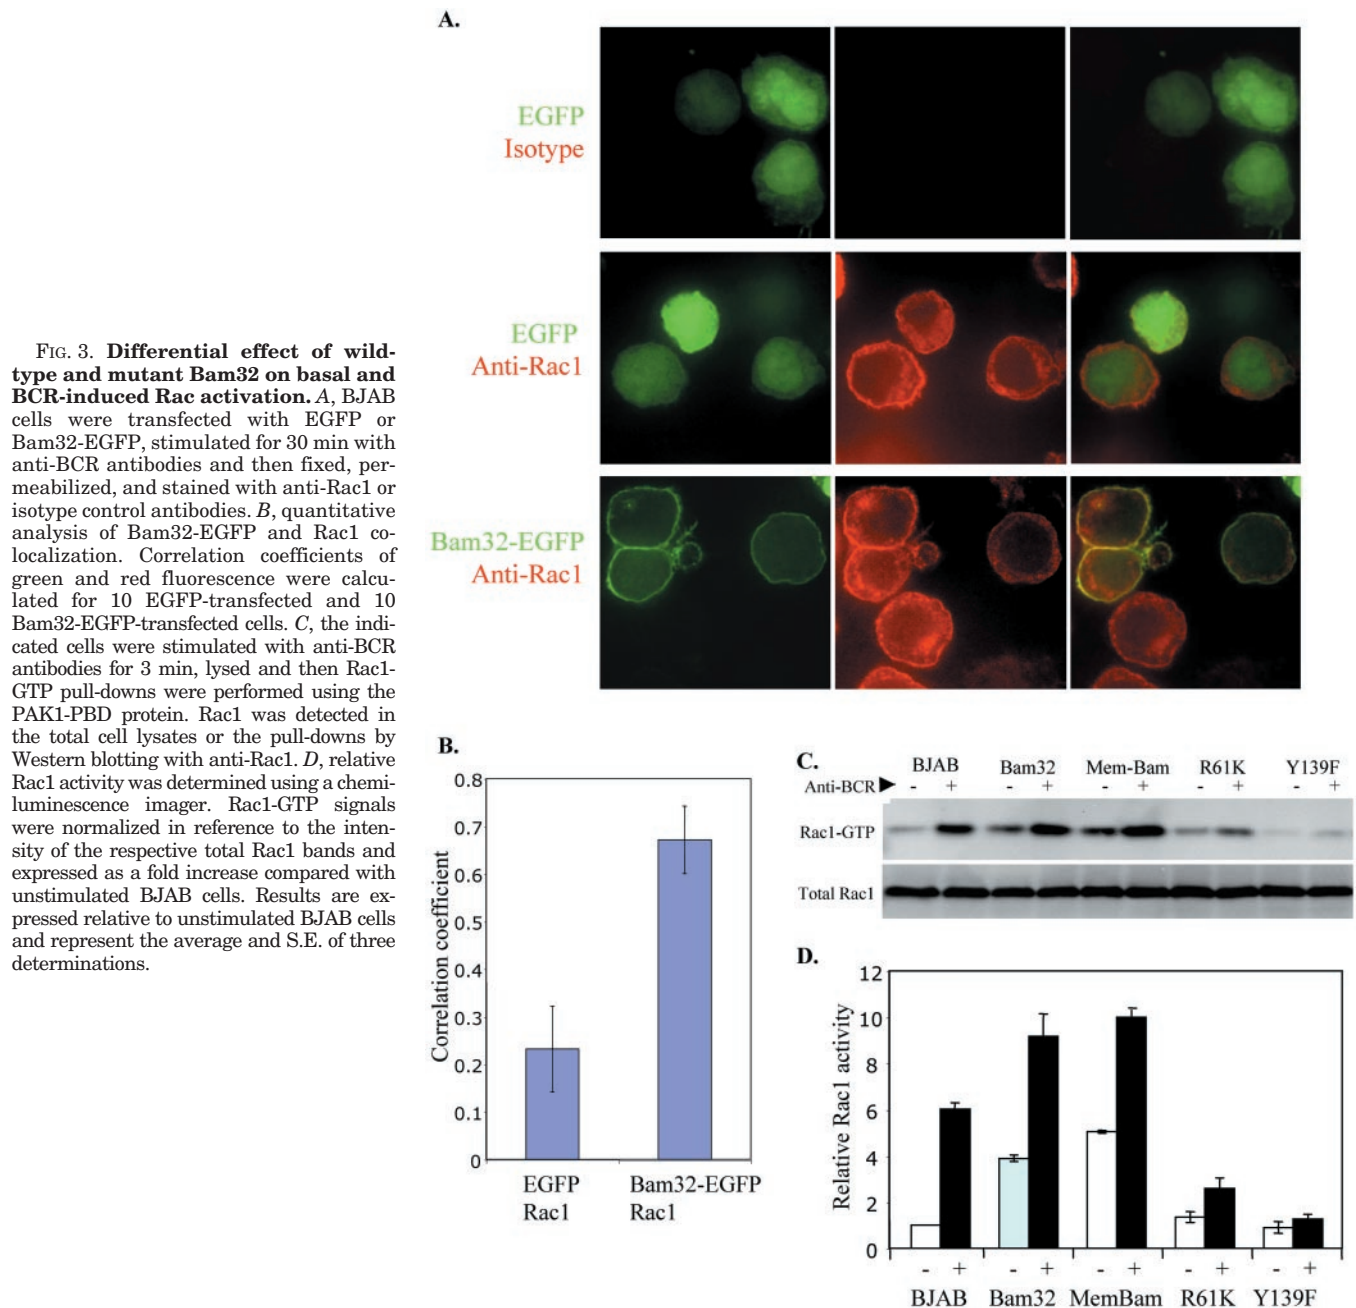 FIG. 3. Differential effect of wild-
type and mutant Bam32 on basal and
BCR-induced Rac activation. A, BJAB
cells were transfected with EGFP or
Bam32-EGFP, stimulated for 30 min with
anti-BCR antibodies and then fixed, per-
meabilized, and stained with anti-Rac1 or
isotype control antibodies. B, quantitative
analysis of Bam32-EGFP and Rac1 co-
localization. Correlation coefficients of
green and red fluorescence were calcu-
lated for 10 EGFP-transfected and 10
Bam32-EGFP-transfected cells. C, the indi-
cated cells were stimulated with anti-BCR
antibodies for 3 min, lysed and then Rac1-
GTP pull-downs were performed using the
PAK1-PBD protein. Rac1 was detected in
the total cell lysates or the pull-downs by
Western blotting with anti-Rac1. D, relative
Rac1 activity was determined using a chemi-
luminescence imager. Rac1-GTP signals
were normalized in reference to the inten-
sity of the respective total Rac1 bands and
expressed as a fold increase compared with
unstimulated BJAB cells. Results are ex-
pressed relative to unstimulated BJAB cells
and represent the average and S.E. of three
determinations.
A.
EGFP
Isotype
EGFP
Anti-Rac1
Bam32-EGFP
Anti-Rac1
B.
Correlation coefficient
0.8
0.7
0.6
0.5
0.4
0.3
0.2
0.1
0
EGFP Bam32-EGFP
Rac1 Rac1
C.
BJAB Bam32 Mem-Bam R61K Y139F
Anti-BCR - + - + - + - + - +
Rac1-GTP
Total Rac1
D.
Relative Rac1 activity
12
10
8
6
4
2
0
- + - + - + - + - +
BJAB Bam32 MemBam R61K Y139F